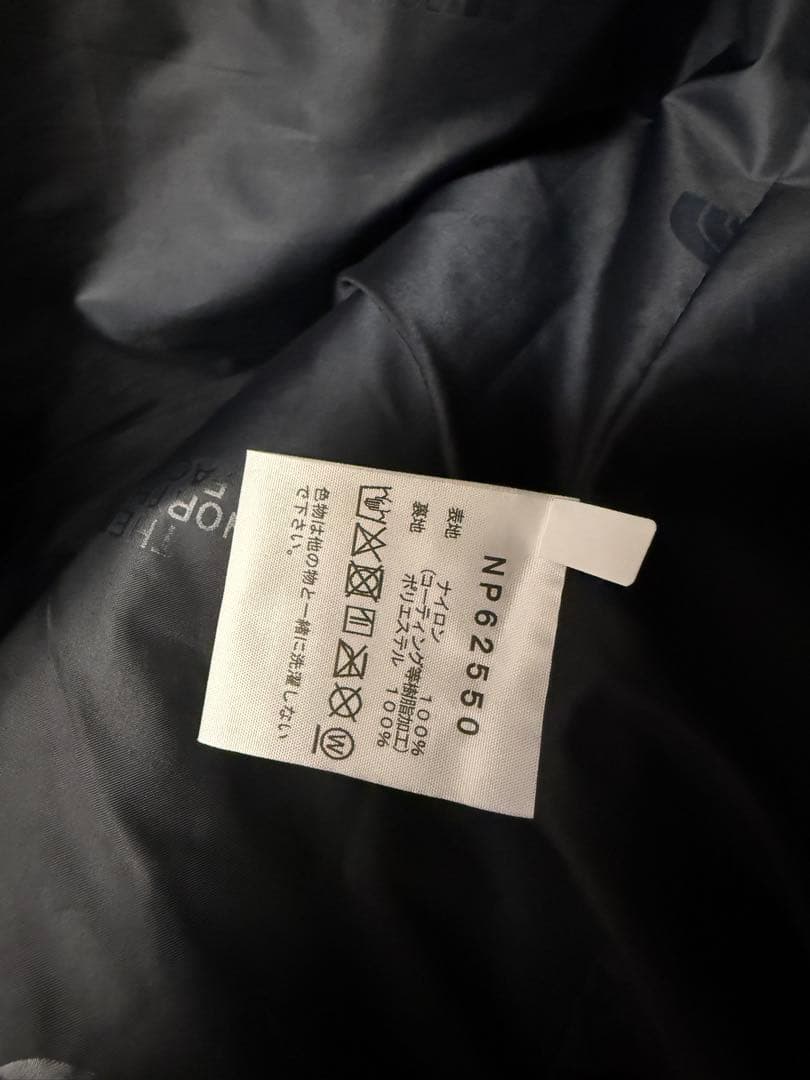 NP62550
表地 ナイロン 100%
(コーティング等樹脂加工)
裏地 ポリエステル 100%
W
色物は他の物と一緒に洗濯しない
で下さい。